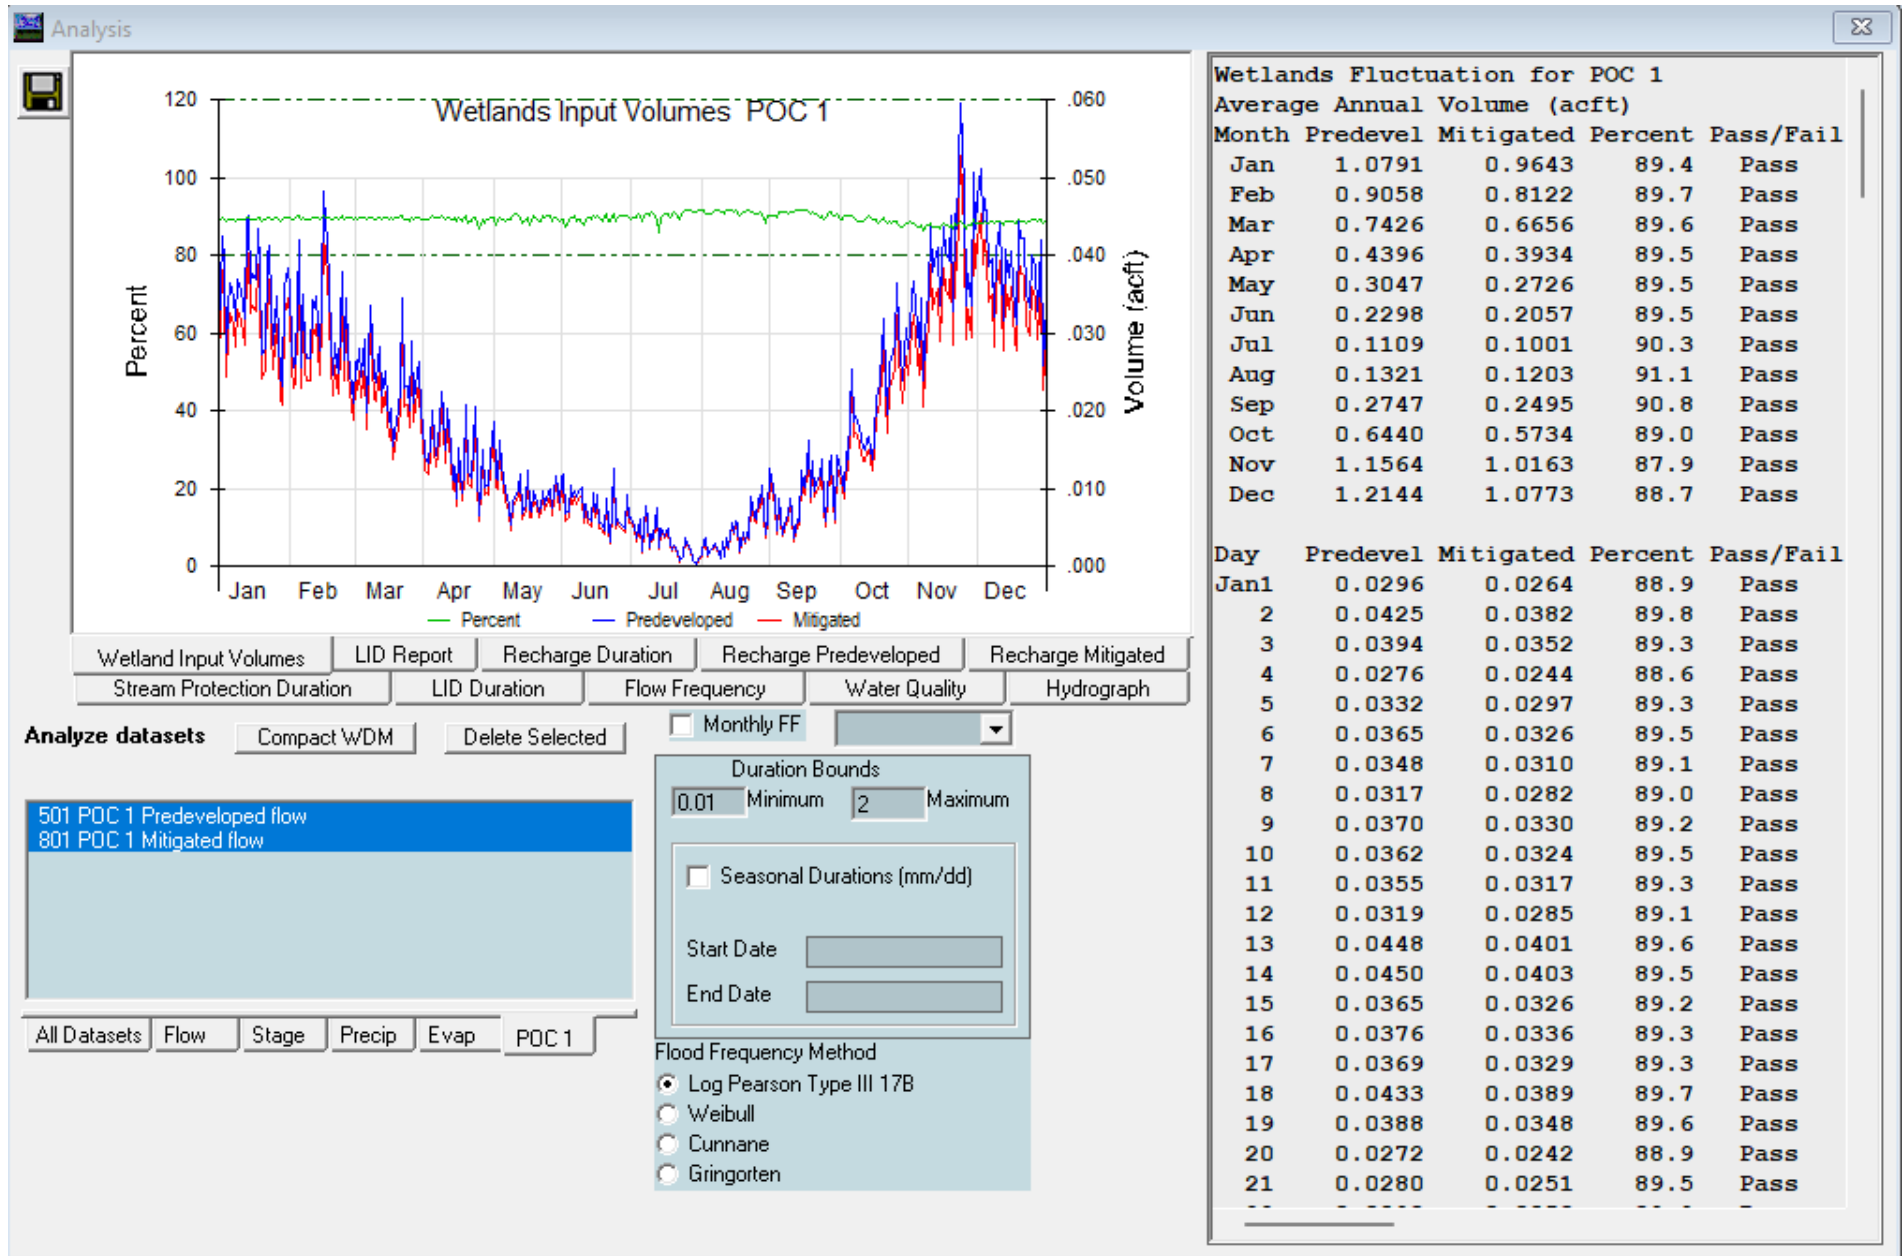 Analysis
Wetlands Input Volumes POC 1
120
100
80
60
40
20
0
Percent
.060
.050
.040
.030
.020
.010
.000
Volume (acft)
Jan Feb Mar Apr May Jun Jul Aug Sep Oct Nov Dec
Percent Predeveloped Mitigated
Wetland Input Volumes LID Report Recharge Duration Recharge Predeveloped Recharge Mitigated
Stream Protection Duration LID Duration Flow Frequency Water Quality Hydrograph
Analyze datasets Compact WDM Delete Selected Monthly FF
501 POC 1 Predeveloped flow
801 POC 1 Mitigated flow
All Datasets Flow Stage Precip Evap POC 1
Duration Bounds
0.01 Minimum 2 Maximum
Seasonal Durations (mm/dd)
Start Date
End Date
Flood Frequency Method
Log Pearson Type III 17B
Weibull
Cunnane
Gringorten
Wetlands Fluctuation for POC 1
Average Annual Volume (acft)
Month Predevel Mitigated Percent Pass/Fail
Jan 1.0791 0.9643 89.4 Pass
Feb 0.9058 0.8122 89.7 Pass
Mar 0.7426 0.6656 89.6 Pass
Apr 0.4396 0.3934 89.5 Pass
May 0.3047 0.2726 89.5 Pass
Jun 0.2298 0.2057 89.5 Pass
Jul 0.1109 0.1001 90.3 Pass
Aug 0.1321 0.1203 91.1 Pass
Sep 0.2747 0.2495 90.8 Pass
Oct 0.6440 0.5734 89.0 Pass
Nov 1.1564 1.0163 87.9 Pass
Dec 1.2144 1.0773 88.7 Pass
Day Predevel Mitigated Percent Pass/Fail
Jan1 0.0296 0.0264 88.9 Pass
2 0.0425 0.0382 89.8 Pass
3 0.0394 0.0352 89.3 Pass
4 0.0276 0.0244 88.6 Pass
5 0.0332 0.0297 89.3 Pass
6 0.0365 0.0326 89.5 Pass
7 0.0348 0.0310 89.1 Pass
8 0.0317 0.0282 89.0 Pass
9 0.0370 0.0330 89.2 Pass
10 0.0362 0.0324 89.5 Pass
11 0.0355 0.0317 89.3 Pass
12 0.0319 0.0285 89.1 Pass
13 0.0448 0.0401 89.6 Pass
14 0.0450 0.0403 89.5 Pass
15 0.0365 0.0326 89.2 Pass
16 0.0376 0.0336 89.3 Pass
17 0.0369 0.0329 89.3 Pass
18 0.0433 0.0389 89.7 Pass
19 0.0388 0.0348 89.6 Pass
20 0.0272 0.0242 88.9 Pass
21 0.0280 0.0251 89.5 Pass